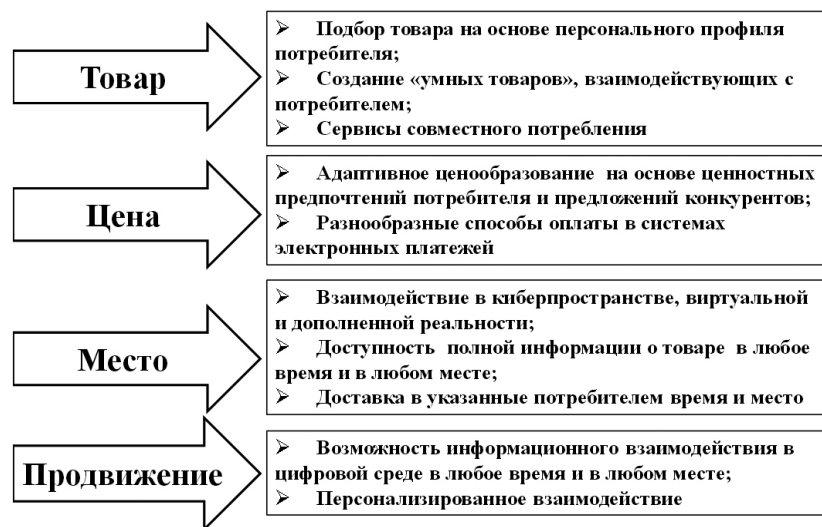 Товар
➢ Подбор товара на основе персонального профиля
потребителя;
➢ Создание «умных товаров», взаимодействующих с
потребителем;
➢ Сервисы совместного потребления
Цена
➢ Адаптивное ценообразование на основе ценностных
предпочтений потребителя и предложений конкурентов;
➢ Разнообразные способы оплаты в системах
электронных платежей
Место
➢ Взаимодействие в киберпространстве, виртуальной
и дополненной реальности;
➢ Доступность полной информации о товаре в любое
время и в любом месте;
➢ Доставка в указанные потребителем время и место
Продвижение
➢ Возможность информационного взаимодействия в
цифровой среде в любое время и в любом месте;
➢ Персонализированное взаимодействие